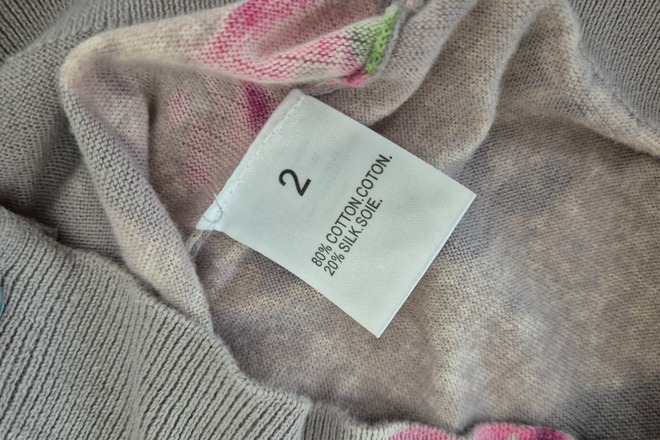 2
80% COTTON.COTON.
20% SILK.SOIE.